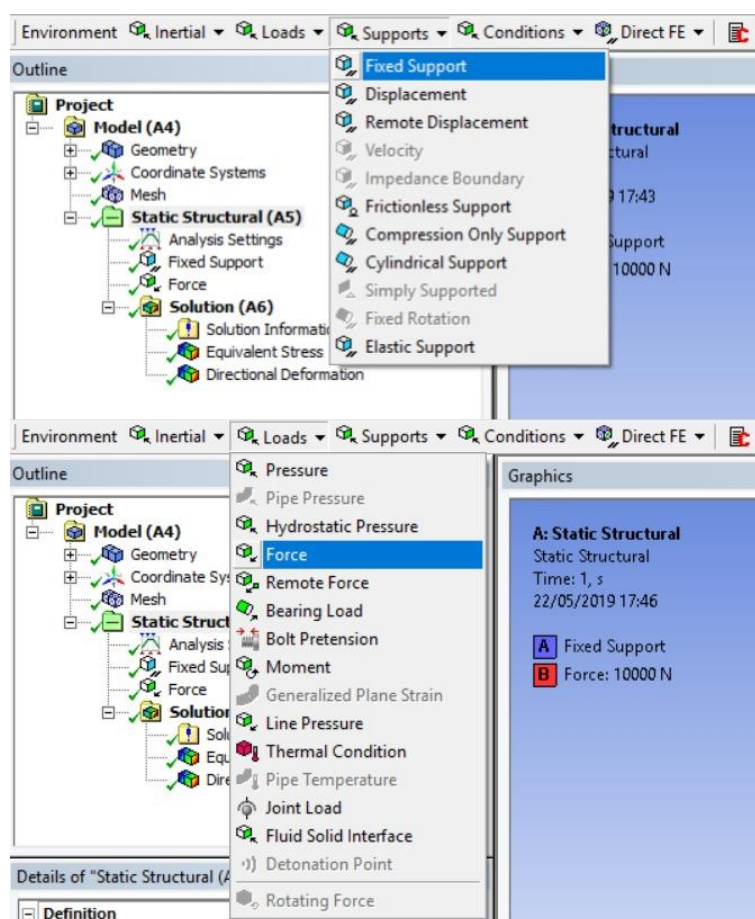 Environment Inertial Loads Supports Conditions Direct FE
Outline
Project
Model (A4)
Geometry
Coordinate Systems
Mesh
Static Structural (A5)
Analysis Settings
Fixed Support
Force
Solution (A6)
Solution Informatio
Equivalent Stress
Directional Deformation
Fixed Support
Displacement
Remote Displacement
Velocity
Impedance Boundary
Frictionless Support
Compression Only Support
Cylindrical Support
Simply Supported
Fixed Rotation
Elastic Support
tructural
ctural
17:43
Support
10000 N
Environment Inertial Loads Supports Conditions Direct FE
Outline
Project
Model (A4)
Geometry
Coordinate Sys
Mesh
Static Struct
Analysis
Fixed Sup
Force
Solution
Solu
Equ
Dire
Details of "Static Structural (A
Definition
Pressure
Pipe Pressure
Hydrostatic Pressure
Force
Remote Force
Bearing Load
Bolt Pretension
Moment
Generalized Plane Strain
Line Pressure
Thermal Condition
Pipe Temperature
Joint Load
Fluid Solid Interface
Detonation Point
Rotating Force
Graphics
A: Static Structural
Static Structural
Time: 1, s
22/05/2019 17:46
A Fixed Support
B Force: 10000 N